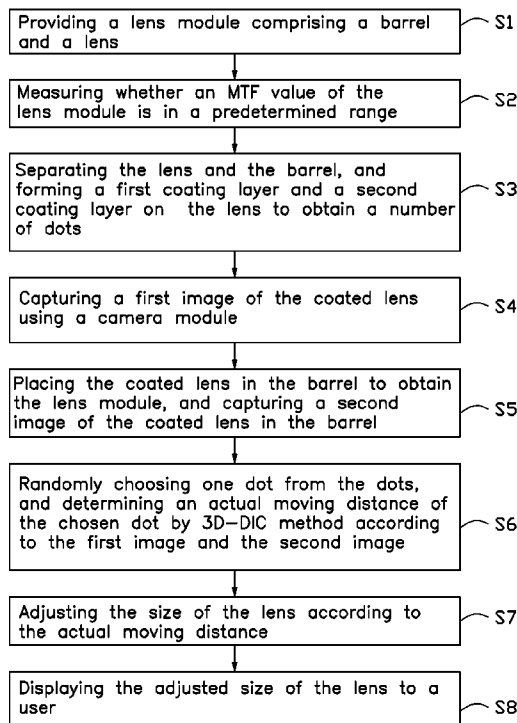 Providing a lens module comprising a barrel
and a lens
S1
Measuring whether an MTF value of the
lens module is in a predetermined range
S2
Separating the lens and the barrel, and
forming a first coating layer and a second
coating layer on the lens to obtain a number
of dots
S3
Capturing a first image of the coated lens
using a camera module
S4
Placing the coated lens in the barrel to obtain
the lens module, and capturing a second
image of the coated lens in the barrel
S5
Randomly choosing one dot from the dots,
and determining an actual moving distance of
the chosen dot by 3D-DIC method according
to the first image and the second image
S6
Adjusting the size of the lens according to
the actual moving distance
S7
Displaying the adjusted size of the lens to a
user
S8